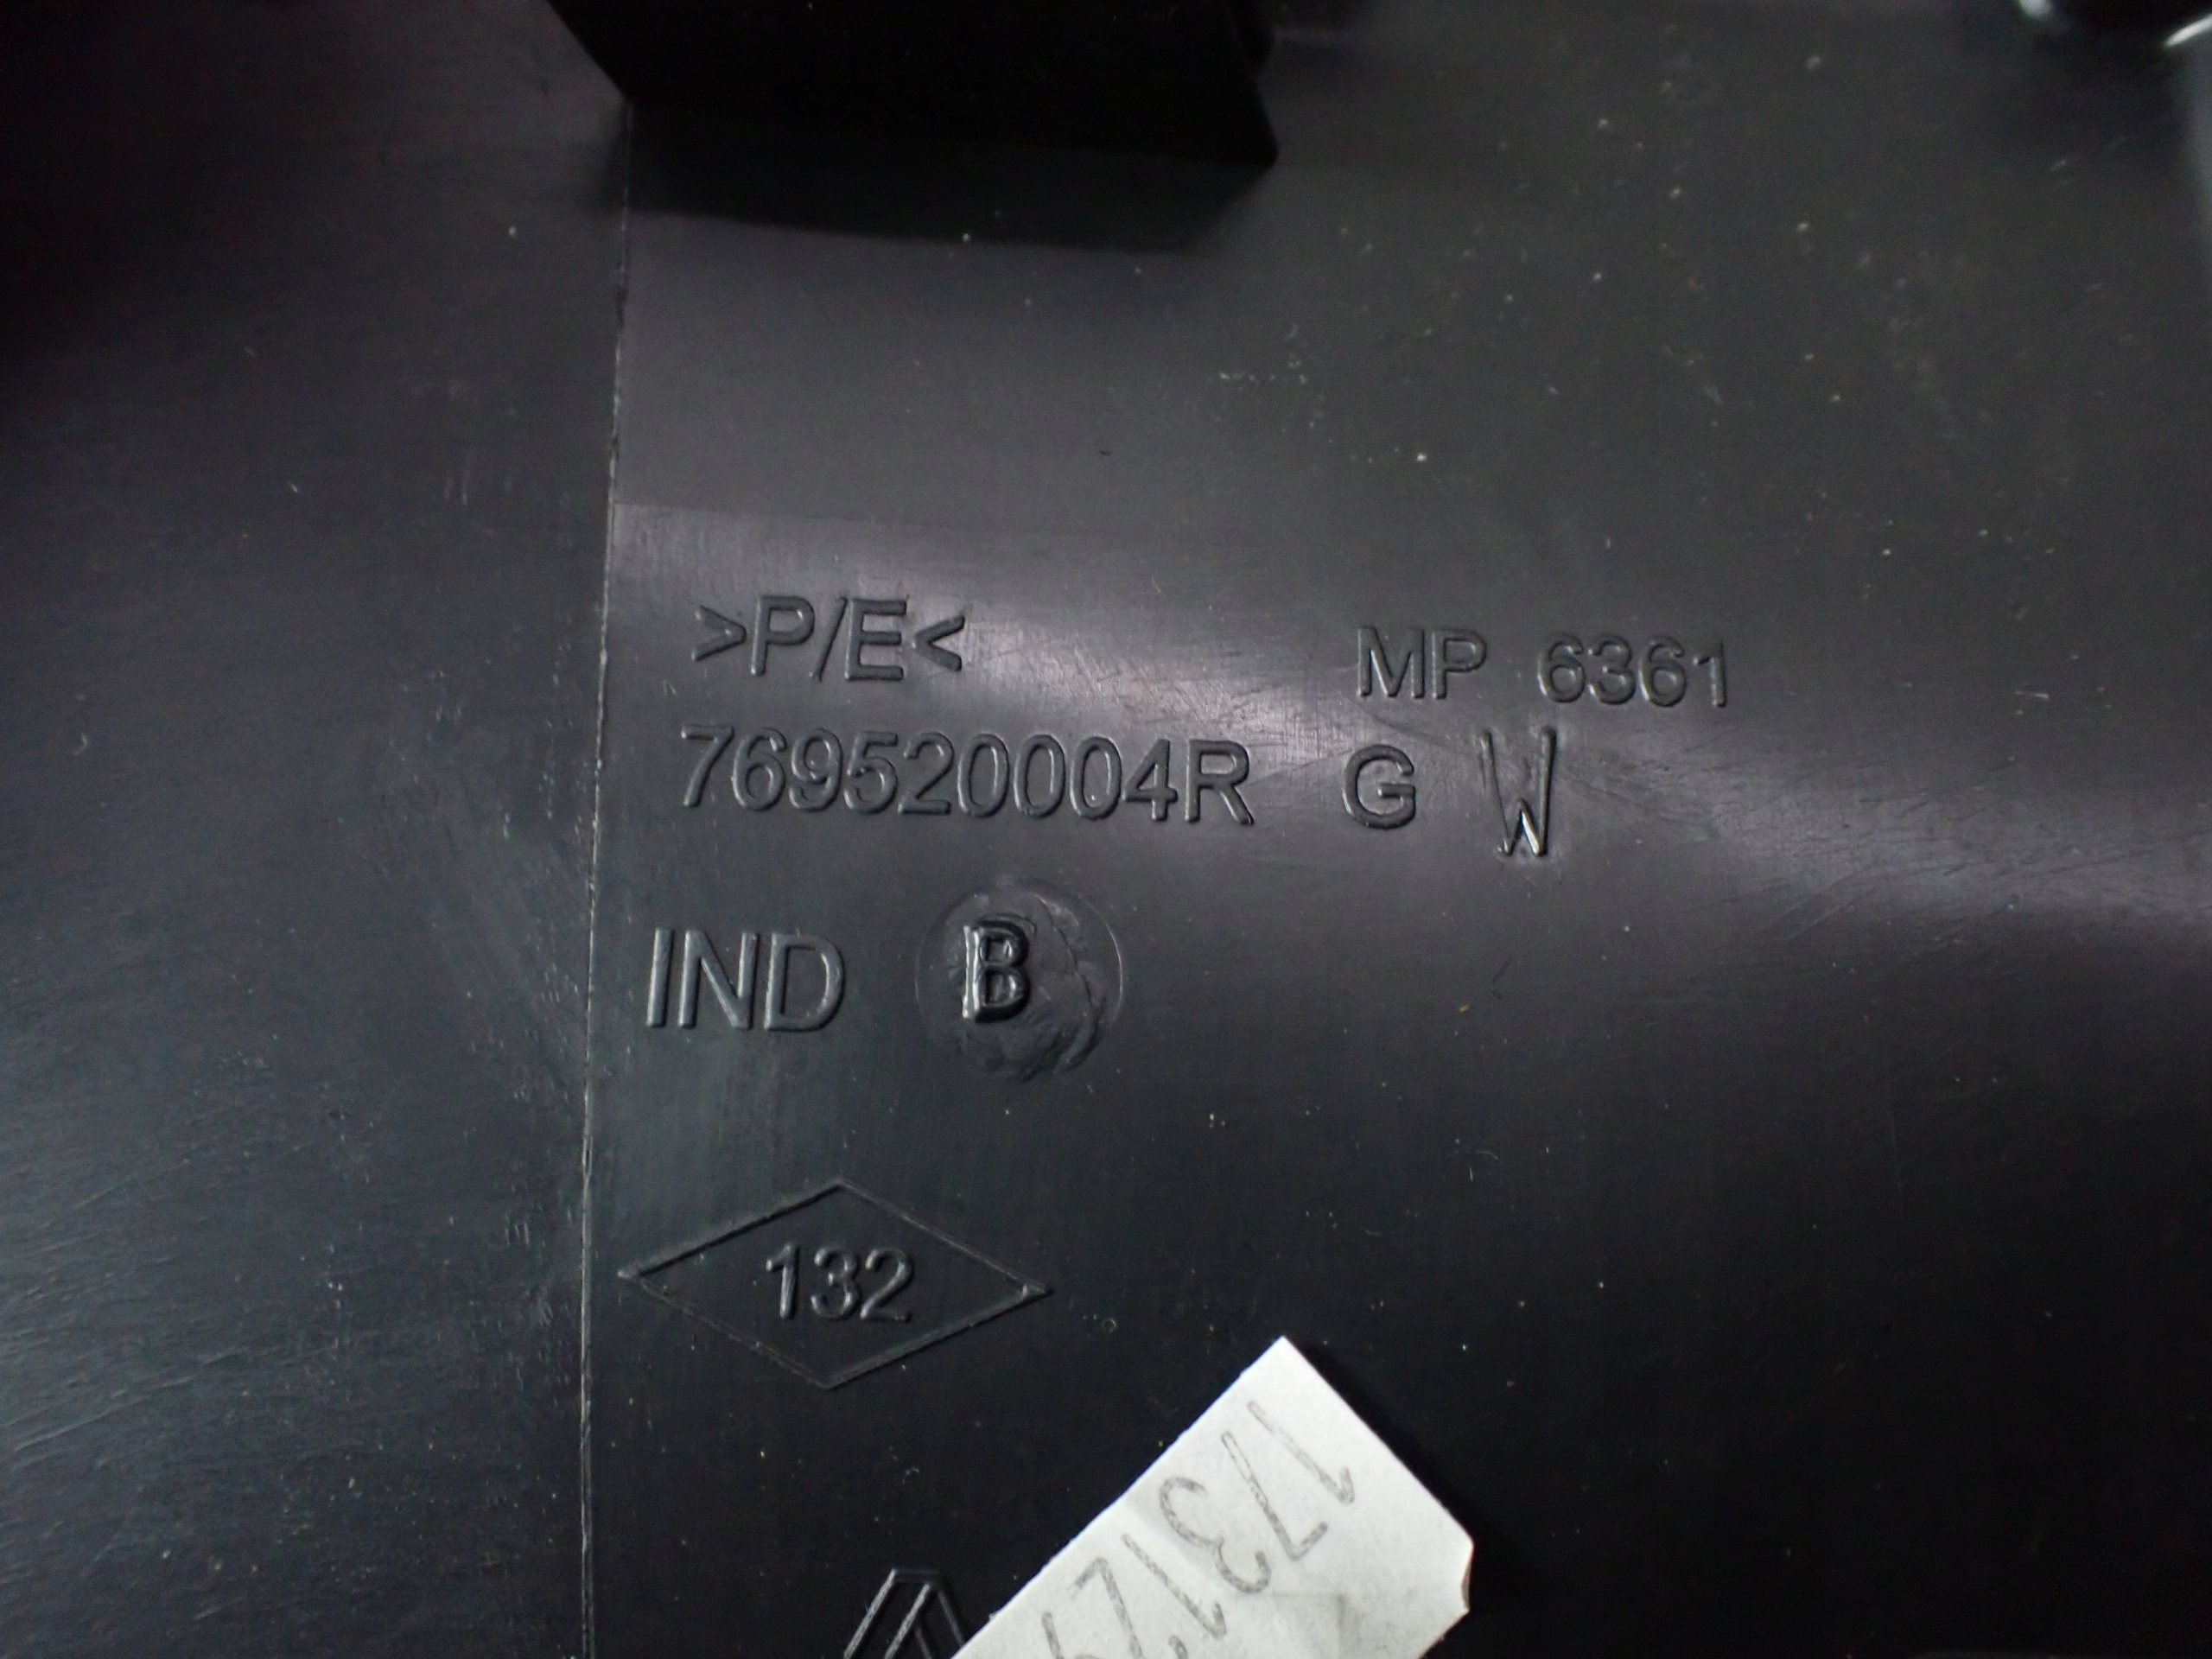 >P/E< MP 6361
769520004R G W
IND B
132